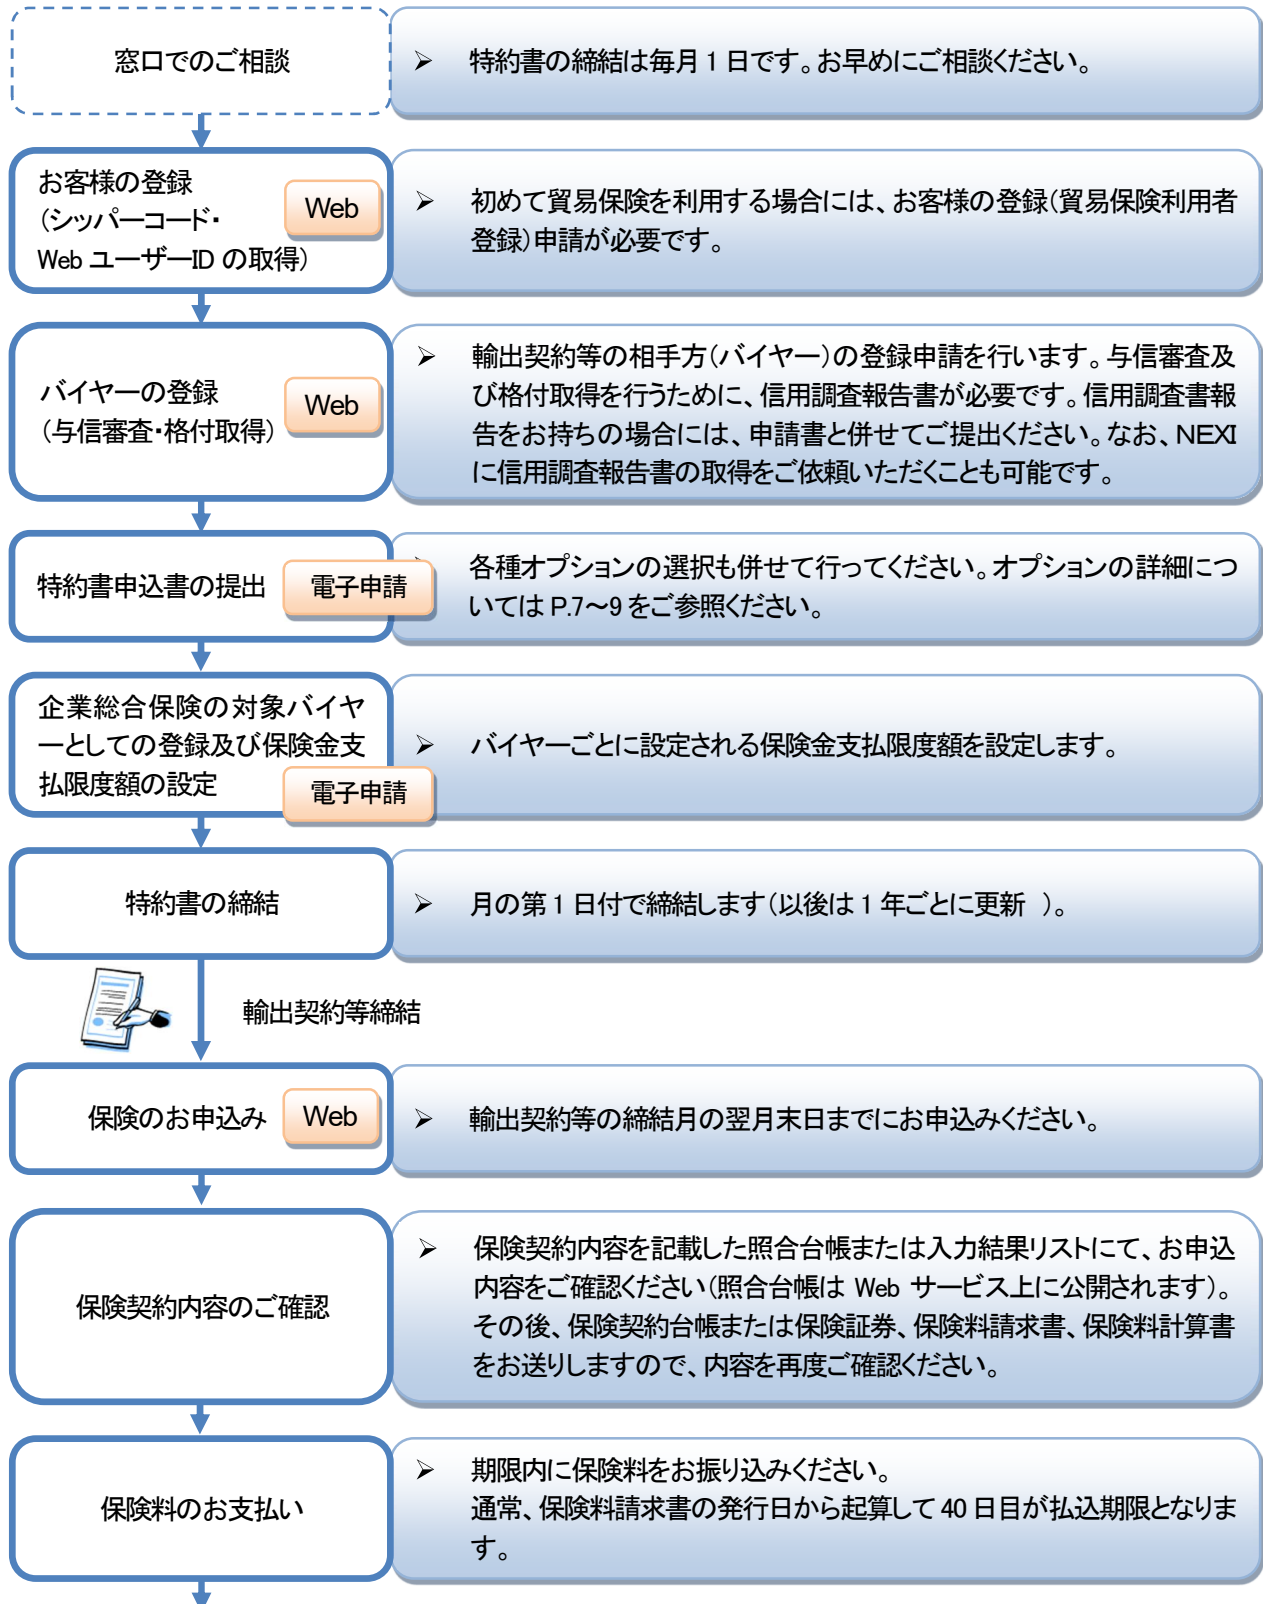 窓口でのご相談
➢ 特約書の締結は毎月1日です。お早めにご相談ください。
お客様の登録
(シッパーコード・
Web ユーザーID の取得)
Web
➢ 初めて貿易保険を利用する場合には、お客様の登録(貿易保険利用者
登録)申請が必要です。
バイヤーの登録
(与信審査・格付取得)
Web
➢ 輸出契約等の相手方(バイヤー)の登録申請を行います。与信審査及
び格付取得を行うために、信用調査報告書が必要です。信用調査書報
告をお持ちの場合には、申請書と併せてご提出ください。なお、NEXI
に信用調査報告書の取得をご依頼いただくことも可能です。
特約書申込書の提出
電子申請
各種オプションの選択も併せて行ってください。オプションの詳細につ
いては P.7～9 をご参照ください。
企業総合保険の対象バイヤ
ーとしての登録及び保険金支
払限度額の設定
電子申請
➢ バイヤーごとに設定される保険金支払限度額を設定します。
特約書の締結
➢ 月の第1日付で締結します(以後は1年ごとに更新 )。
輸出契約等締結
保険のお申込み
Web
➢ 輸出契約等の締結月の翌月末日までにお申込みください。
保険契約内容のご確認
➢ 保険契約内容を記載した照合台帳または入力結果リストにて、お申込
内容をご確認ください(照合台帳は Web サービス上に公開されます)。
その後、保険契約台帳または保険証券、保険料請求書、保険料計算書
をお送りしますので、内容を再度ご確認ください。
保険料のお支払い
➢ 期限内に保険料をお振り込みください。
通常、保険料請求書の発行日から起算して 40 日目が払込期限となりま
す。